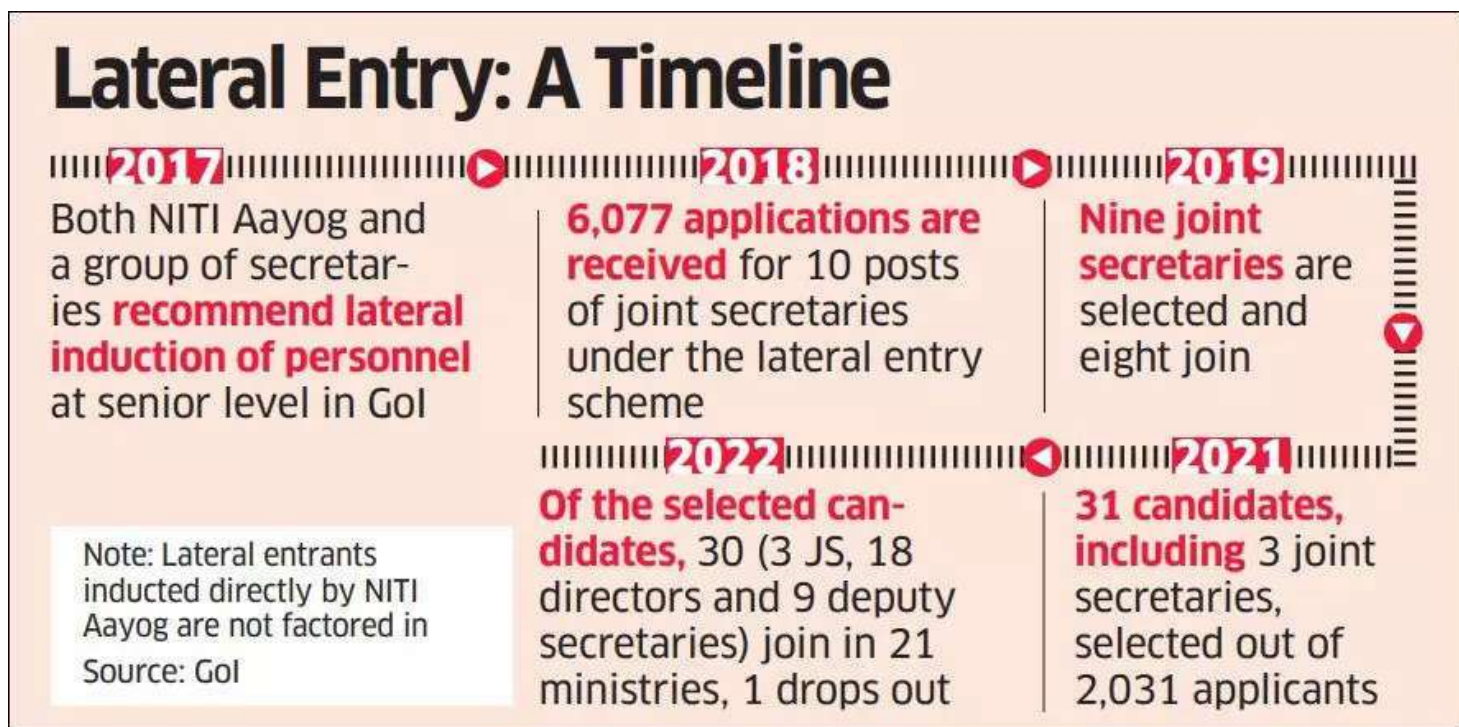 Lateral Entry: A Timeline
2017
Both NITI Aayog and
a group of secretar-
ies recommend lateral
induction of personnel
at senior level in GoI
2018
6,077 applications are
received for 10 posts
of joint secretaries
under the lateral entry
scheme
2019
Nine joint
secretaries are
selected and
eight join
2021
31 candidates,
including 3 joint
secretaries,
selected out of
2,031 applicants
2022
Of the selected can-
didates, 30 (3 JS, 18
directors and 9 deputy
secretaries) join in 21
ministries, 1 drops out
Note: Lateral entrants
inducted directly by NITI
Aayog are not factored in
Source: GoI